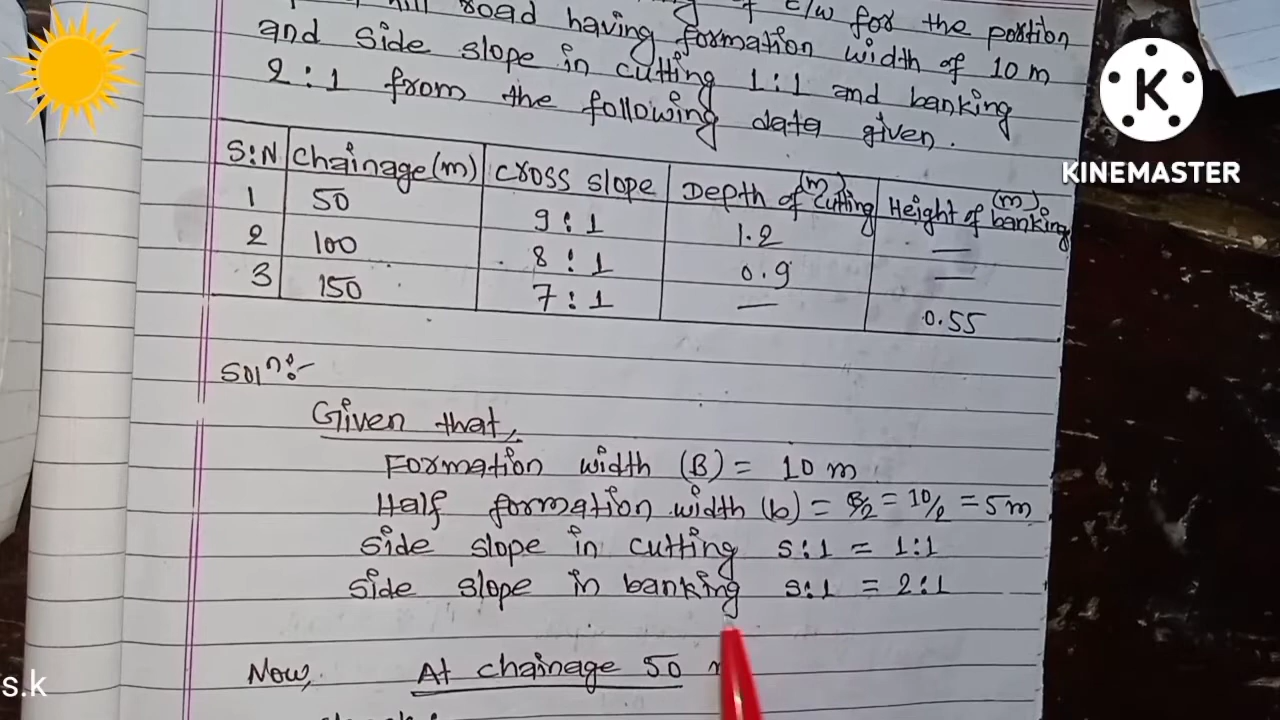 hill road having f c/w for the portion
and side slope in cutting formation width of 10 m
2:1 from the following 1:1 and banking
data given.
S:N Chainage(m) Cross slope Depth of cutting (m) Height of banking (m)
1 50 9:1 1.2 —
2 100 8:1 0.9 —
3 150 7:1 — 0.55
Soln:-
Given that,
Formation width (B) = 10 m
Half formation width (b) = B/2 = 10/2 = 5m
Side slope in cutting s:1 = 1:1
Side slope in banking s:1 = 2:1
Now, At chainage 50
K
KINEMASTER
s.k